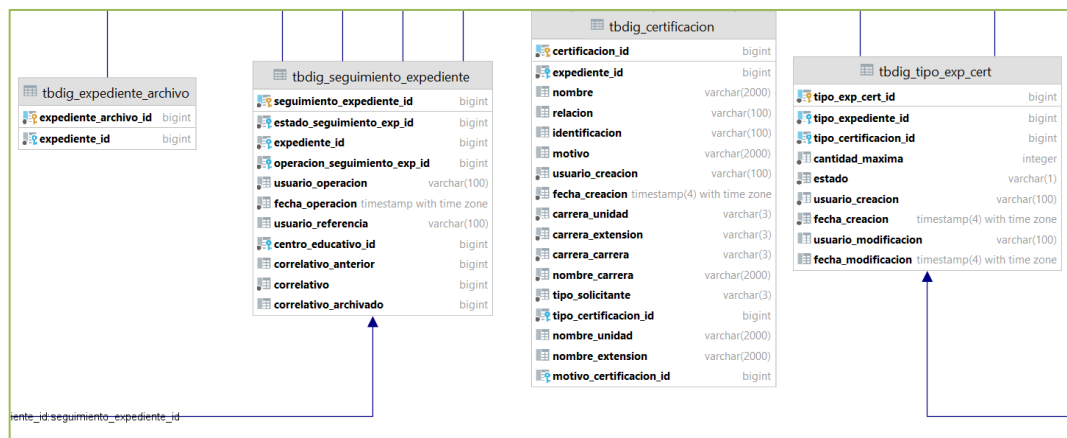 tbdig_expediente_archivo
expediente_archivo_id bigint
expediente_id bigint
tbdig_seguimiento_expediente
seguimiento_expediente_id bigint
estado_seguimiento_exp_id bigint
expediente_id bigint
operacion_seguimiento_exp_id bigint
usuario_operacion varchar(100)
fecha_operacion timestamp with time zone
usuario_referencia varchar(100)
centro_educativo_id bigint
correlativo_anterior bigint
correlativo bigint
correlativo_archivado bigint
tbdig_certificacion
certificacion_id bigint
expediente_id bigint
nombre varchar(2000)
relacion varchar(100)
identificacion varchar(100)
motivo varchar(2000)
usuario_creacion varchar(100)
fecha_creacion timestamp(4) with time zone
carrera_unidad varchar(3)
carrera_extension varchar(3)
carrera_carrera varchar(3)
nombre_carrera varchar(2000)
tipo_solicitante varchar(3)
tipo_certificacion_id bigint
nombre_unidad varchar(2000)
nombre_extension varchar(2000)
motivo_certificacion_id bigint
tbdig_tipo_exp_cert
tipo_exp_cert_id bigint
tipo_expediente_id bigint
tipo_certificacion_id bigint
cantidad_maxima integer
estado varchar(1)
usuario_creacion varchar(100)
fecha_creacion timestamp(4) with time zone
usuario_modificacion varchar(100)
fecha_modificacion timestamp(4) with time zone
iente_id:seguimiento_expediente_id